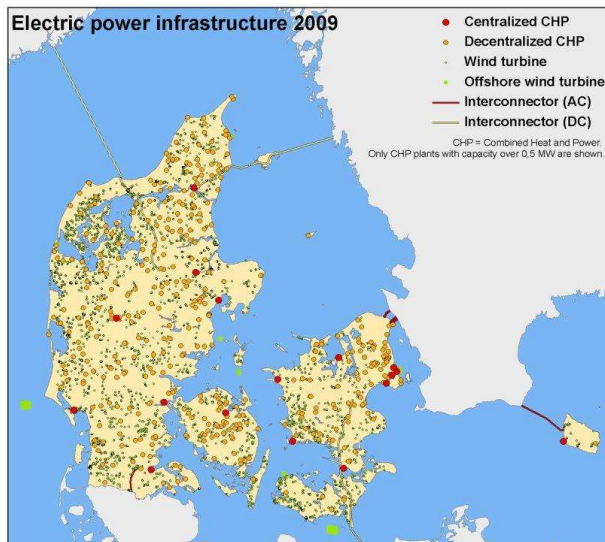 Electric power infrastructure 2009
Centralized CHP
Decentralized CHP
Wind turbine
Offshore wind turbine
Interconnector (AC)
Interconnector (DC)
CHP = Combined Heat and Power.
Only CHP plants with capacity over 0,5 MW are shown.